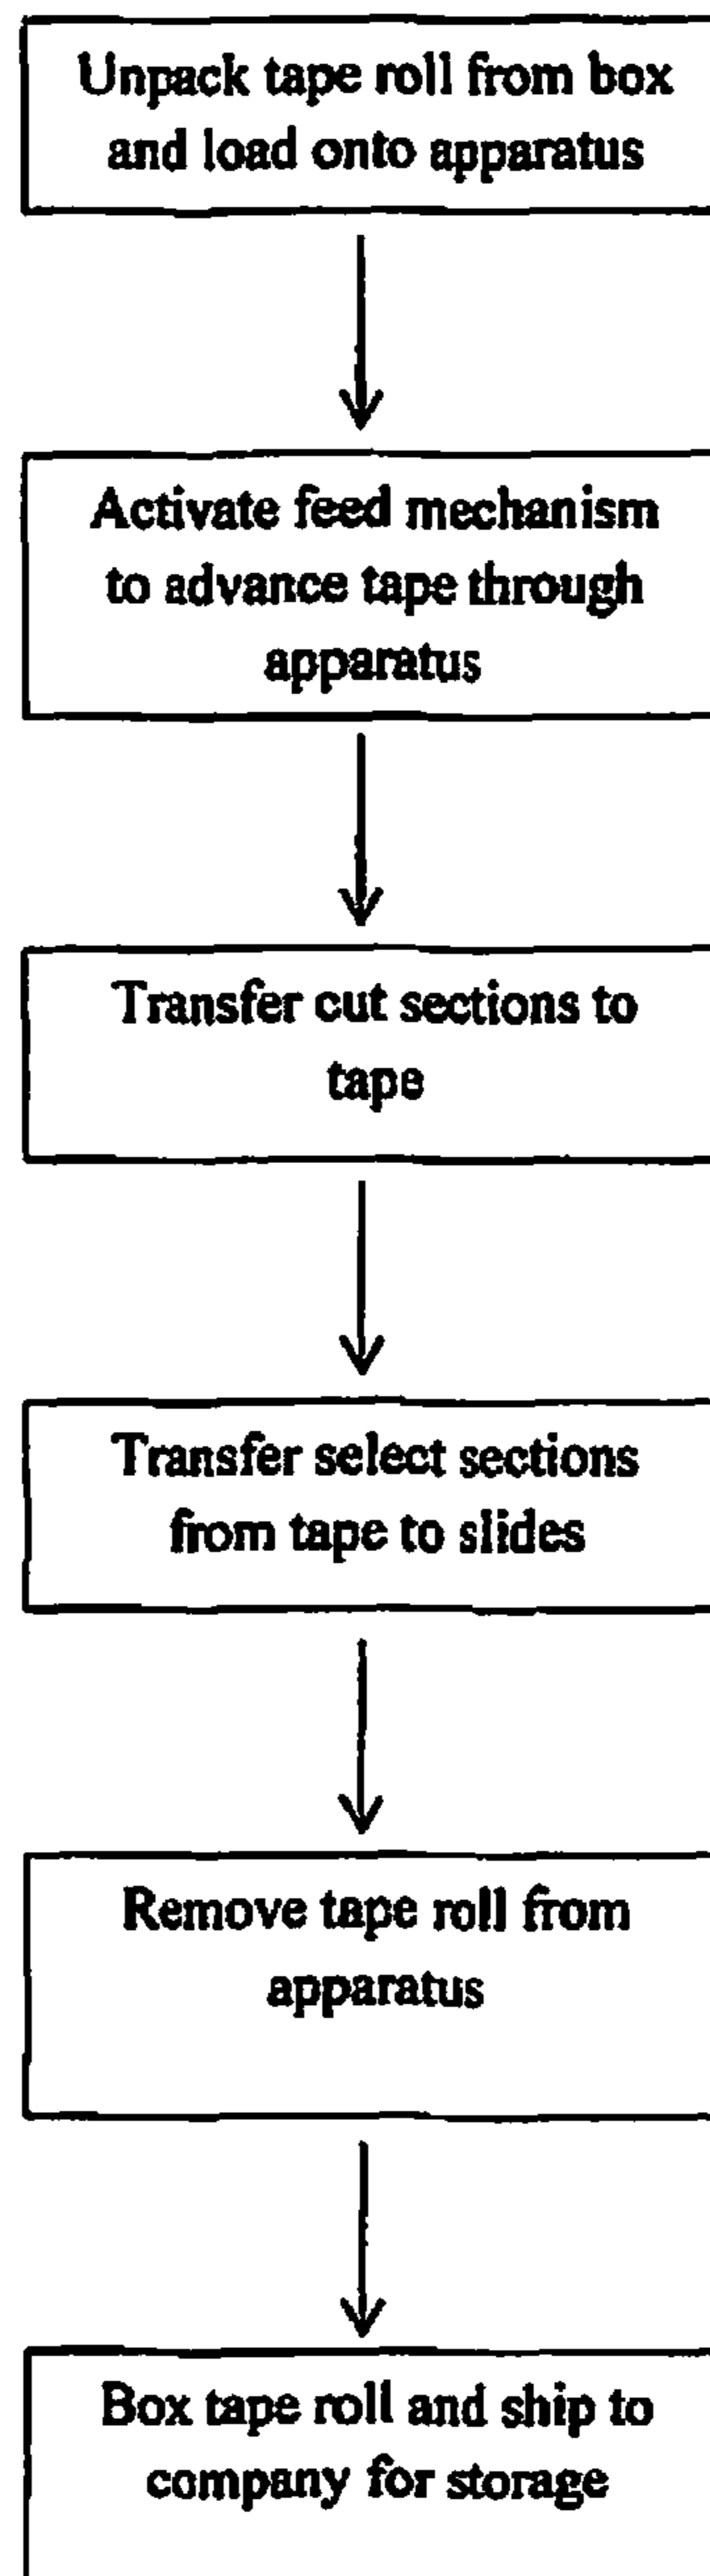 Unpack tape roll from box
and load onto apparatus
Activate feed mechanism
to advance tape through
apparatus
Transfer cut sections to
tape
Transfer select sections
from tape to slides
Remove tape roll from
apparatus
Box tape roll and ship to
company for storage